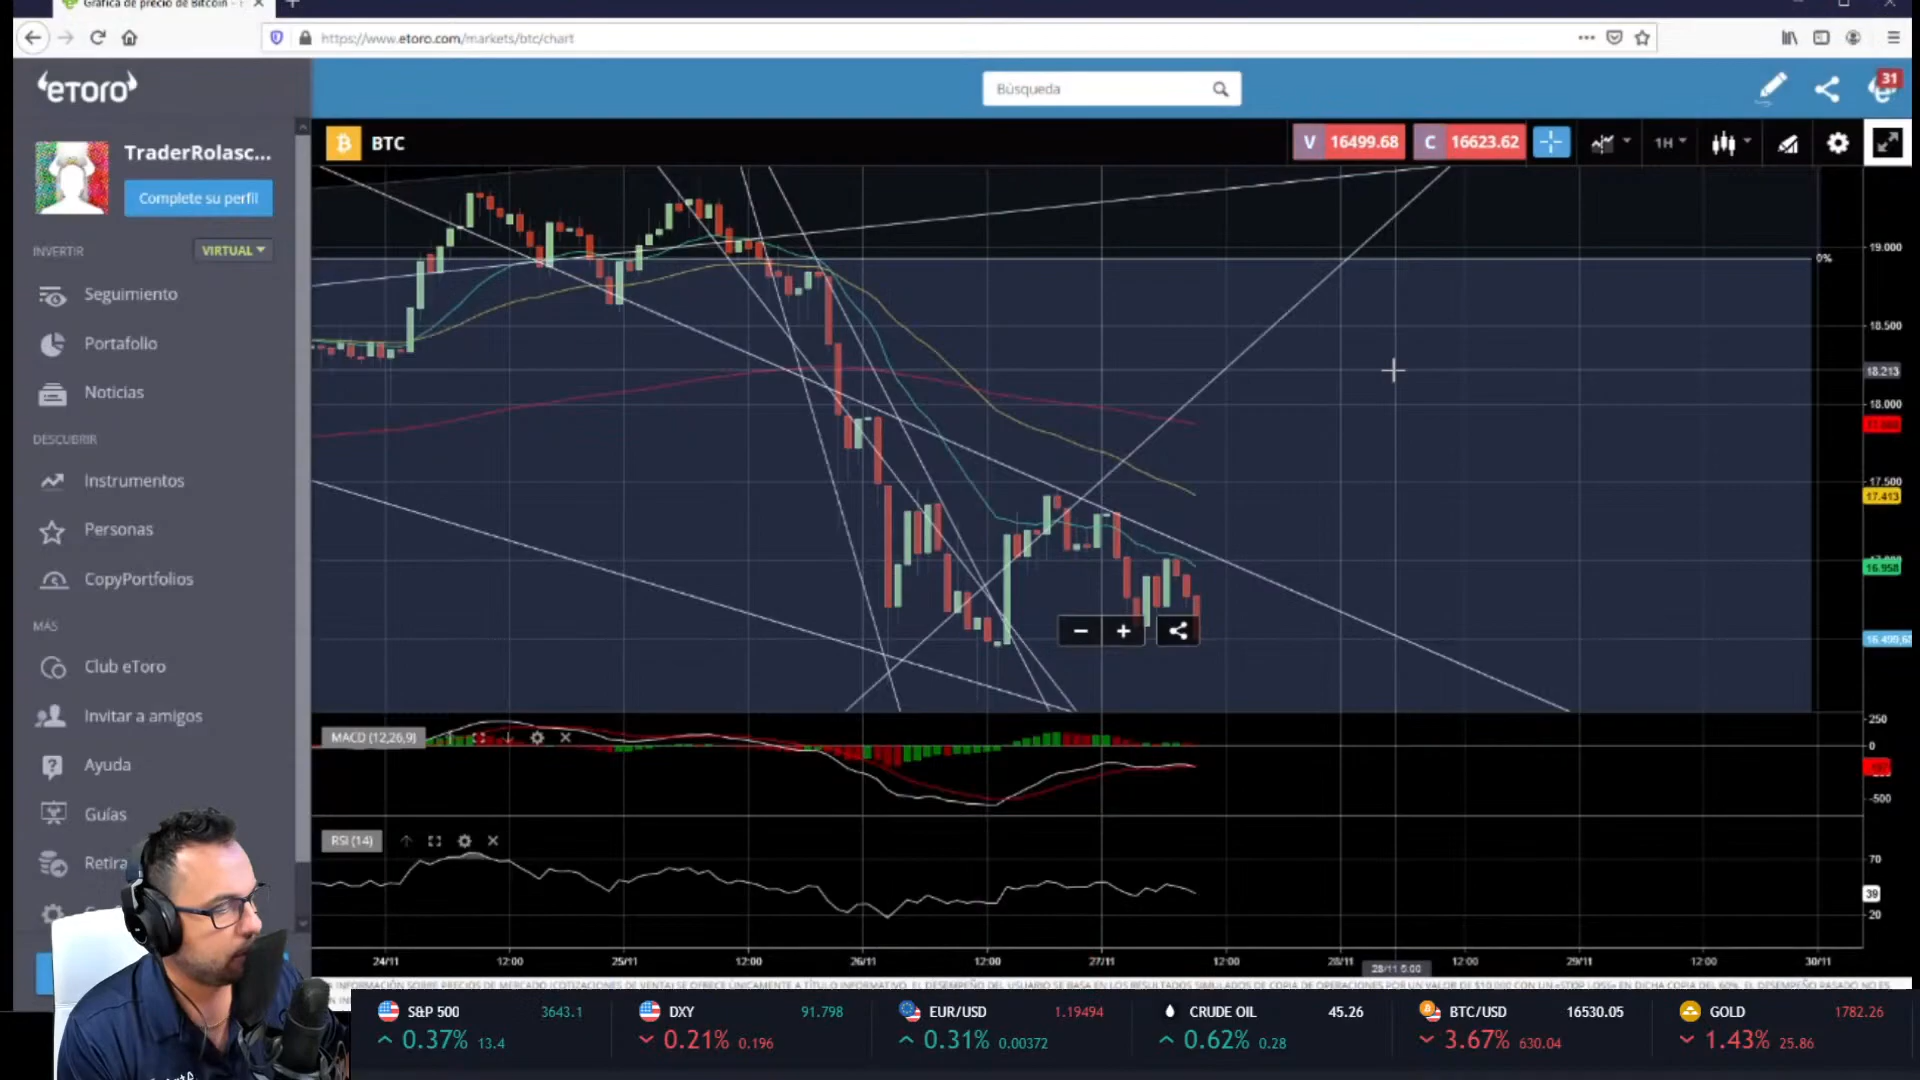 Gráfica de precio de Bitcoin -
https://www.etoro.com/markets/btc/chart
eTORO
Búsqueda
31
TraderRolasc...
Complete su perfil
BTC
V 16499.68
C 16623.62
1H
INVERTIR
VIRTUAL
Seguimiento
Portafolio
Noticias
DESCUBRIR
Instrumentos
Personas
CopyPortfolios
MÁS
Club eToro
Invitar a amigos
Ayuda
Guías
Retira
19.000
0%
18.500
18.213
18.000
17.500
17.413
16.958
16.499,6
MACD (12,26,9)
250
0
-500
RSI (14)
70
39
20
24/11
12:00
25/11
12:00
26/11
12:00
27/11
12:00
28/11
28/11 5:00
12:00
29/11
12:00
30/11
INFORMACIÓN SOBRE PRECIOS DE MERCADO (COTIZACIONES DE VENTA) SE OFRECE ÚNICAMENTE A TÍTULO INFORMATIVO. EL DESEMPEÑO DEL USUARIO SE BASA EN LOS RESULTADOS SIMULADOS DE COPIA DE OPERACIONES POR UN VALOR DE $10.000 CON UN «STOP LOSS» EN DICHA COPIA DEL 60%. EL DESEMPEÑO PASADO NO ES
S&P 500 3643.1
0.37% 13.4
DXY 91.798
0.21% 0.196
EUR/USD 1.19494
0.31% 0.00372
CRUDE OIL 45.26
0.62% 0.28
BTC/USD 16530.05
3.67% 630.04
GOLD 1782.26
1.43% 25.86